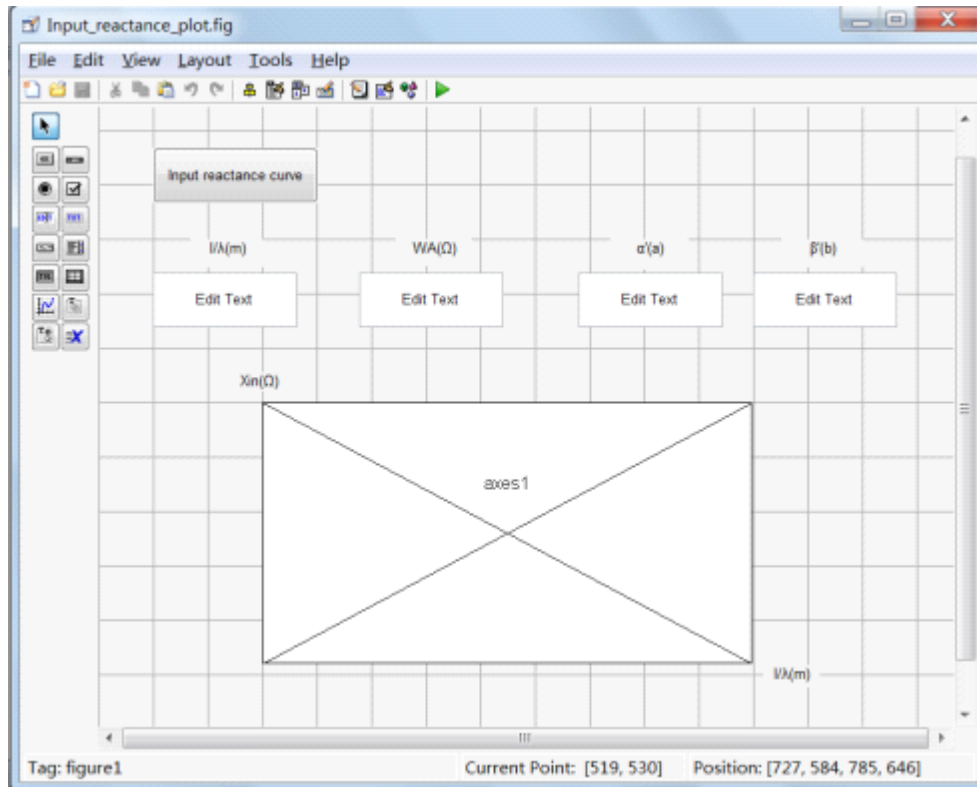 Input_reactance_plot.fig
File Edit View Layout Tools Help
Input reactance curve
l/λ(m) WA(Ω) α'(a) β'(b)
Edit Text Edit Text Edit Text Edit Text
Xin(Ω)
axes1
l/λ(m)
Tag: figure1 Current Point: [519, 530] Position: [727, 584, 785, 646]